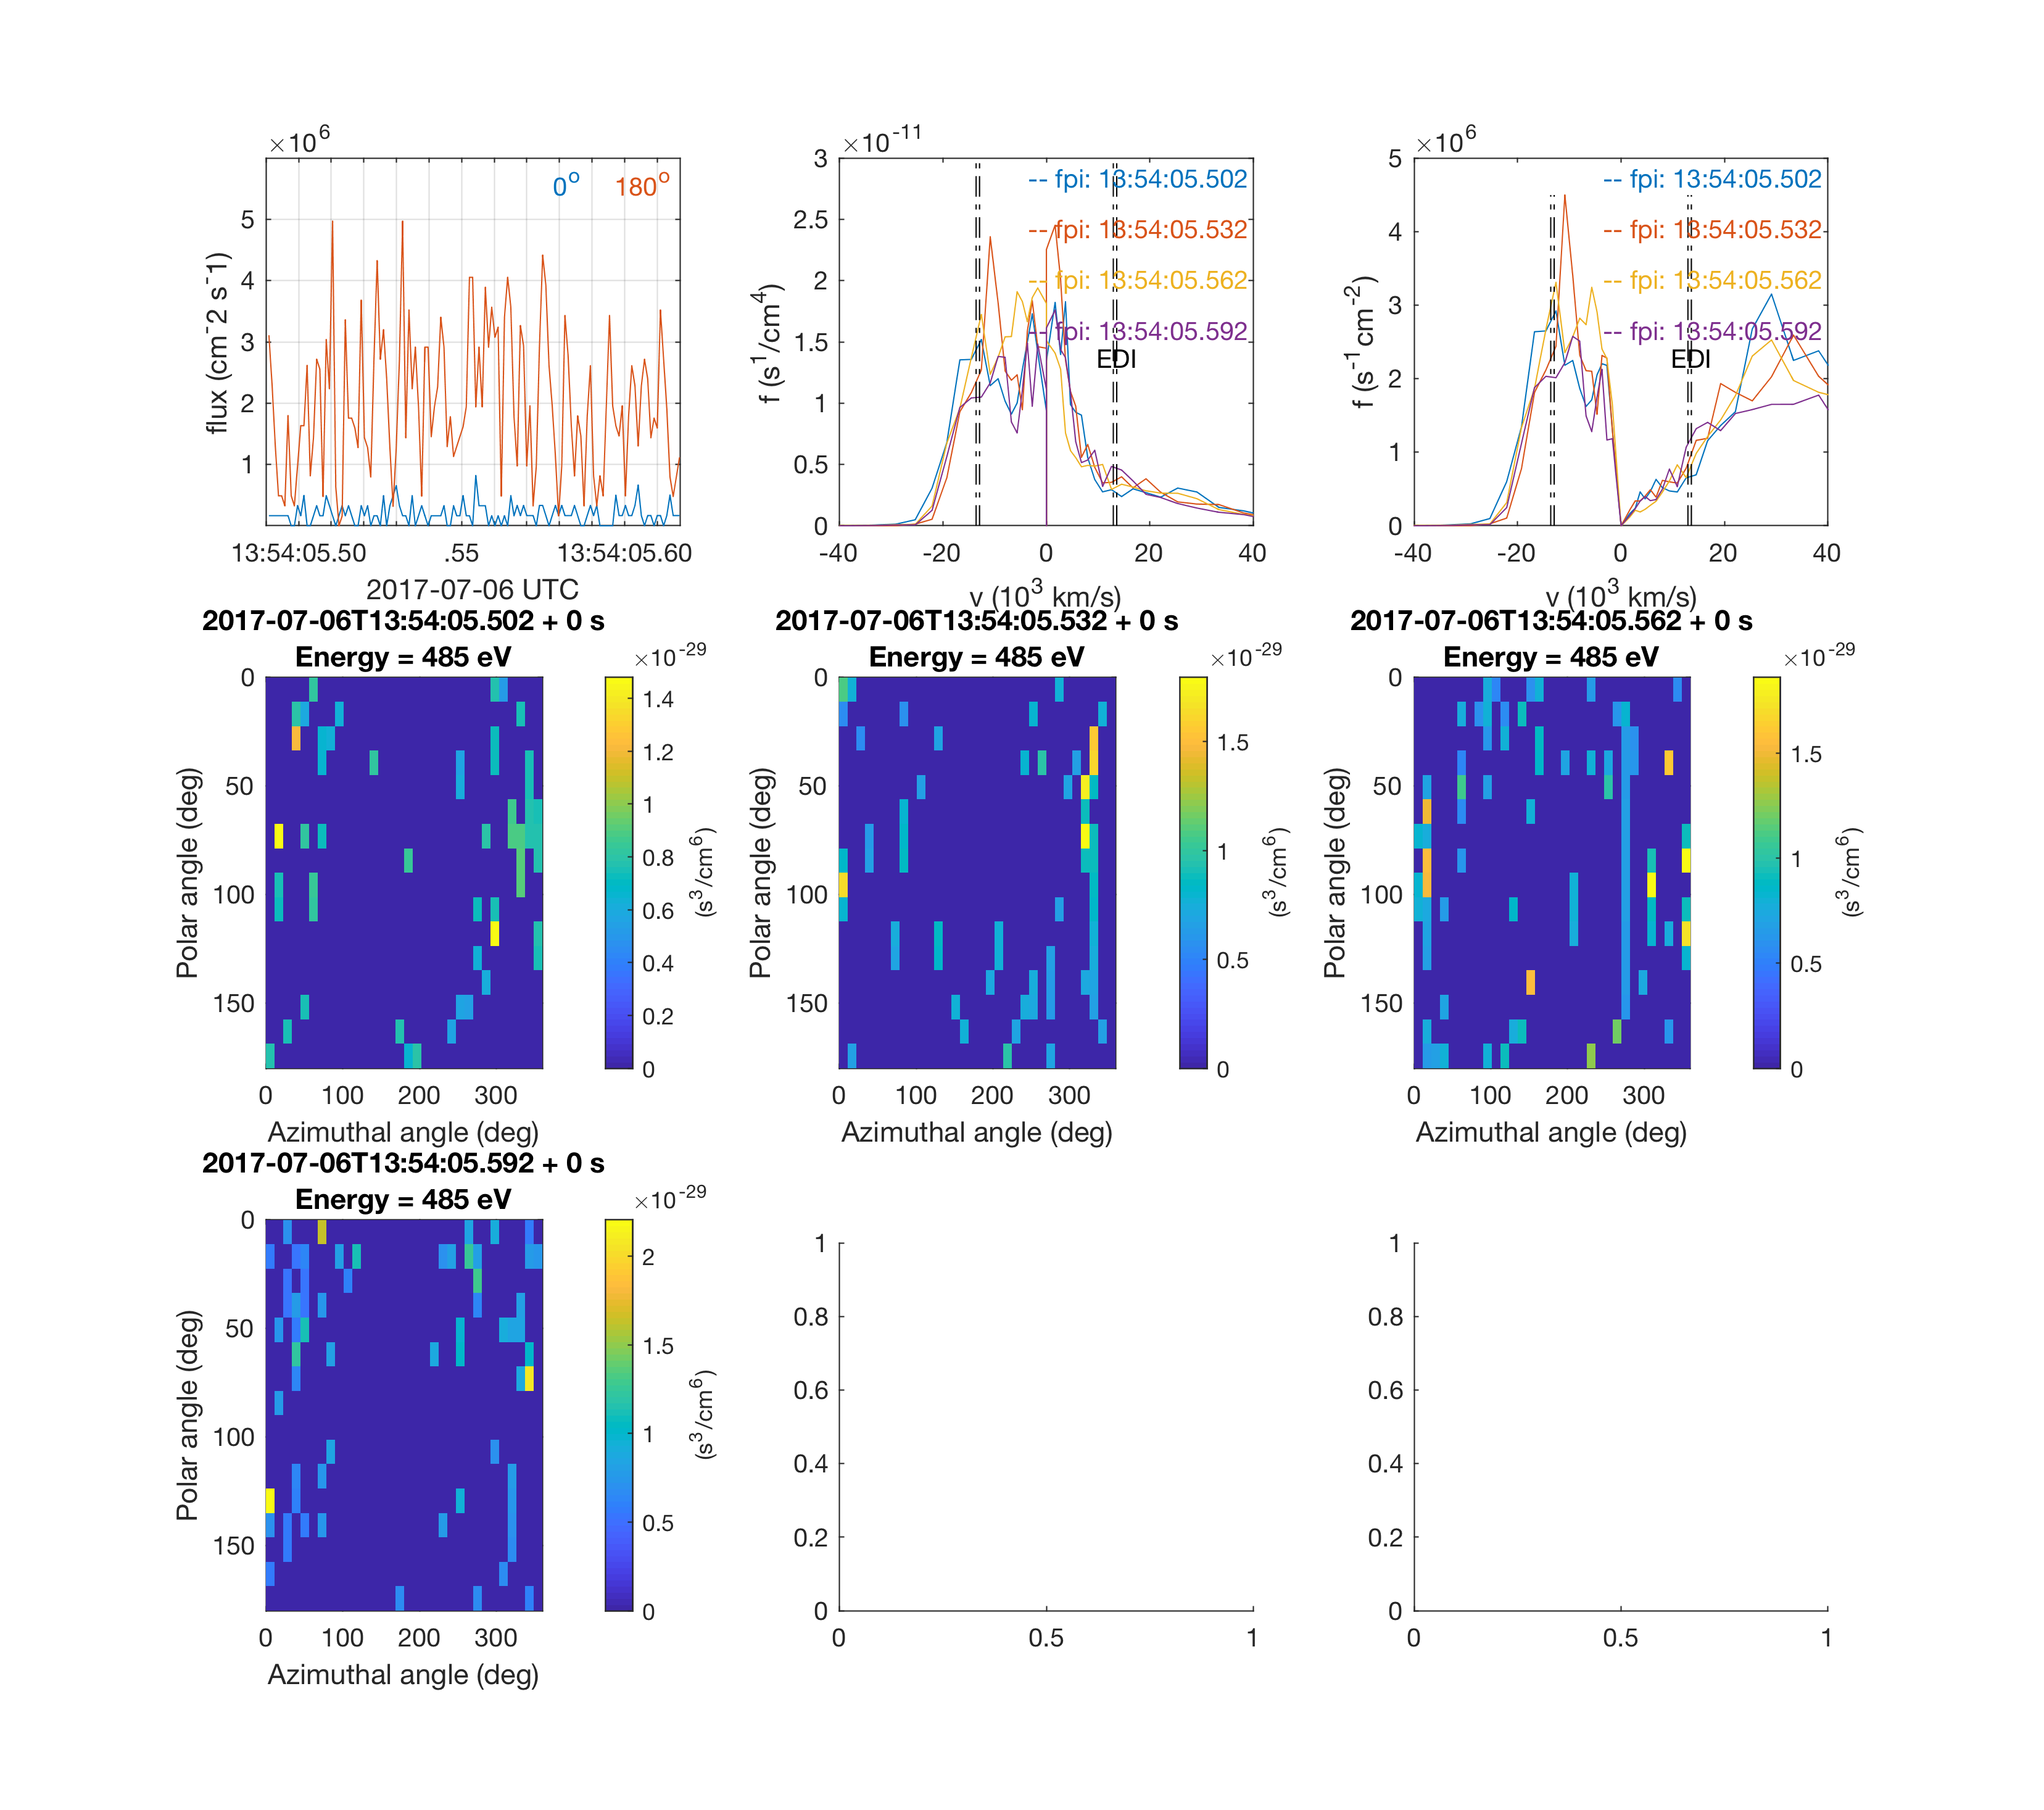 ×10^6
0° 180°
flux (cm^-2 s^-1)
5
4
3
2
1
13:54:05.50 .55 13:54:05.60
2017-07-06 UTC
×10^-11
-- fpi: 13:54:05.502
-- fpi: 13:54:05.532
-- fpi: 13:54:05.562
-- fpi: 13:54:05.592
EDI
f (s^1/cm^4)
3
2.5
2
1.5
1
0.5
0
-40 -20 0 20 40
v (10^3 km/s)
×10^6
-- fpi: 13:54:05.502
-- fpi: 13:54:05.532
-- fpi: 13:54:05.562
-- fpi: 13:54:05.592
EDI
f (s^-1 cm^-2)
5
4
3
2
1
0
-40 -20 0 20 40
v (10^3 km/s)
2017-07-06T13:54:05.502 + 0 s
Energy = 485 eV
×10^-29
Polar angle (deg)
0
50
100
150
0 100 200 300
Azimuthal angle (deg)
1.4
1.2
1
0.8
0.6
0.4
0.2
0
(s^3/cm^6)
2017-07-06T13:54:05.532 + 0 s
Energy = 485 eV
×10^-29
Polar angle (deg)
0
50
100
150
0 100 200 300
Azimuthal angle (deg)
1.5
1
0.5
0
(s^3/cm^6)
2017-07-06T13:54:05.562 + 0 s
Energy = 485 eV
×10^-29
Polar angle (deg)
0
50
100
150
0 100 200 300
Azimuthal angle (deg)
1.5
1
0.5
0
(s^3/cm^6)
2017-07-06T13:54:05.592 + 0 s
Energy = 485 eV
×10^-29
Polar angle (deg)
0
50
100
150
0 100 200 300
Azimuthal angle (deg)
2
1.5
1
0.5
0
(s^3/cm^6)
1
0.8
0.6
0.4
0.2
0
0 0.5 1
1
0.8
0.6
0.4
0.2
0
0 0.5 1